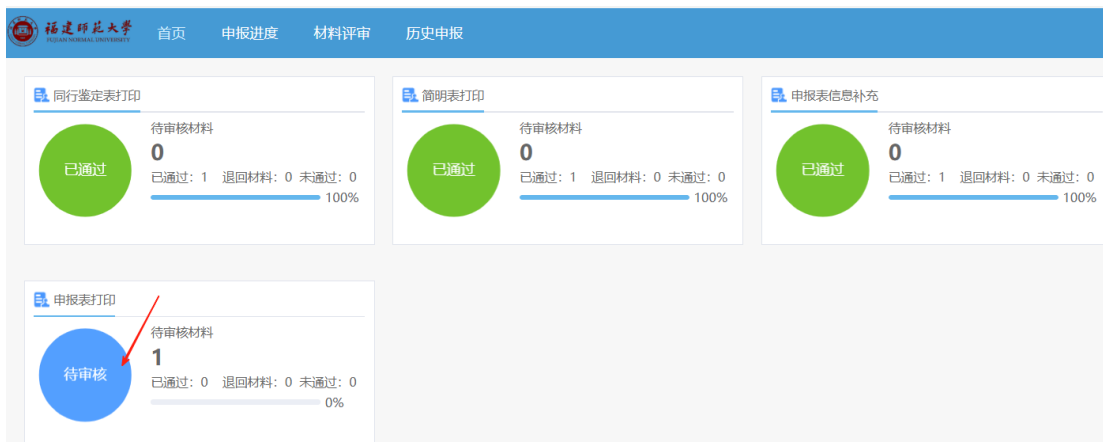 福建师范大学 首页 申报进度 材料评审 历史申报
FUJIAN NORMAL UNIVERSITY
同行鉴定表打印
待审核材料
0
已通过
已通过：1 退回材料：0 未通过：0
100%
简明表打印
待审核材料
0
已通过
已通过：1 退回材料：0 未通过：0
100%
申报表信息补充
待审核材料
0
已通过
已通过：1 退回材料：0 未通过：0
100%
申报表打印
待审核材料
1
待审核
已通过：0 退回材料：0 未通过：0
0%